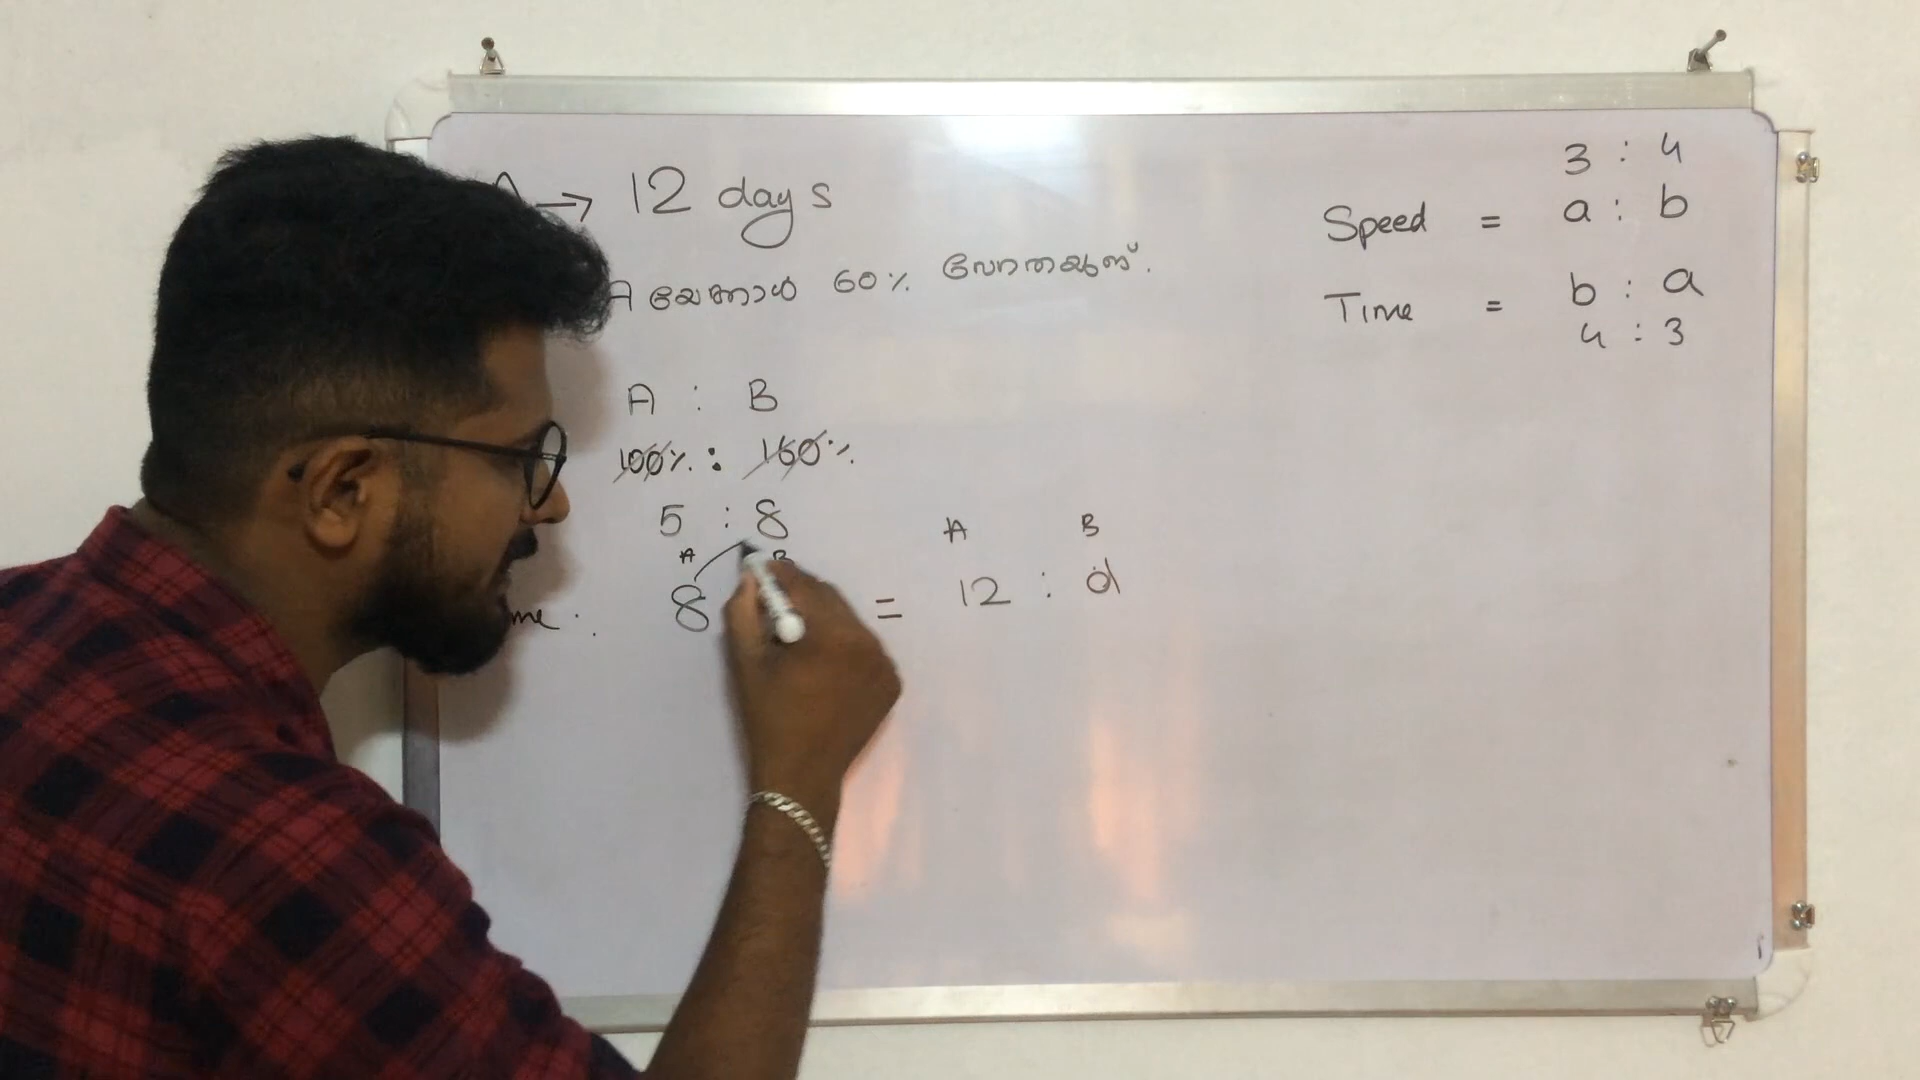 → 12 days
A യേക്കാൾ 60% വേഗതയുണ്.
A : B
100% : 160%
5 : 8
A
8 = 12 : d
A B
3 : 4
Speed = a : b
Time = b : a
4 : 3